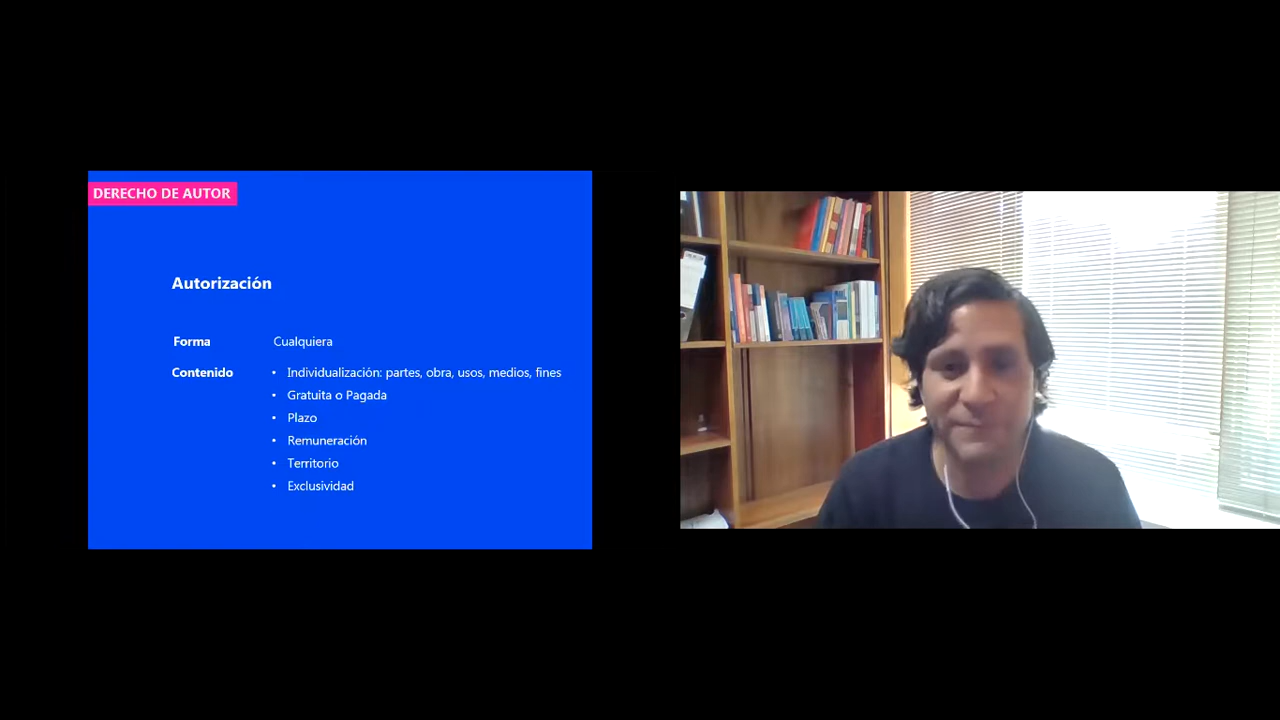 DERECHO DE AUTOR
Autorización
Forma Cualquiera
Contenido • Individualización: partes, obra, usos, medios, fines
• Gratuita o Pagada
• Plazo
• Remuneración
• Territorio
• Exclusividad